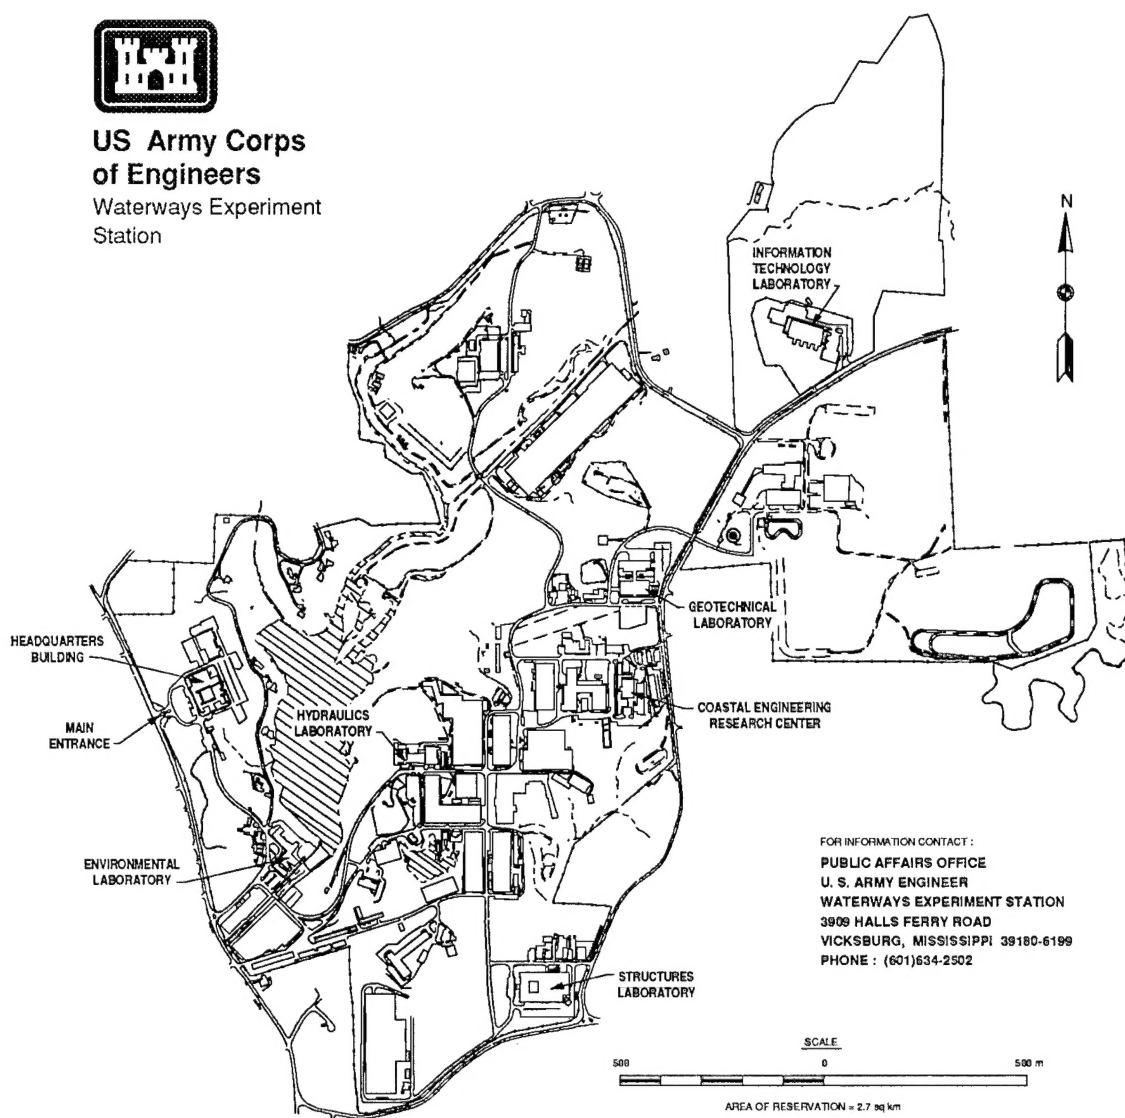 US Army Corps
of Engineers
Waterways Experiment
Station
N
INFORMATION
TECHNOLOGY
LABORATORY
GEOTECHNICAL
LABORATORY
HEADQUARTERS
BUILDING
MAIN
ENTRANCE
HYDRAULICS
LABORATORY
COASTAL ENGINEERING
RESEARCH CENTER
ENVIRONMENTAL
LABORATORY
FOR INFORMATION CONTACT :
PUBLIC AFFAIRS OFFICE
U. S. ARMY ENGINEER
WATERWAYS EXPERIMENT STATION
3909 HALLS FERRY ROAD
VICKSBURG, MISSISSIPPI 39180-6199
PHONE : (601)634-2502
STRUCTURES
LABORATORY
SCALE
500 0 500 m
AREA OF RESERVATION = 2.7 sq km